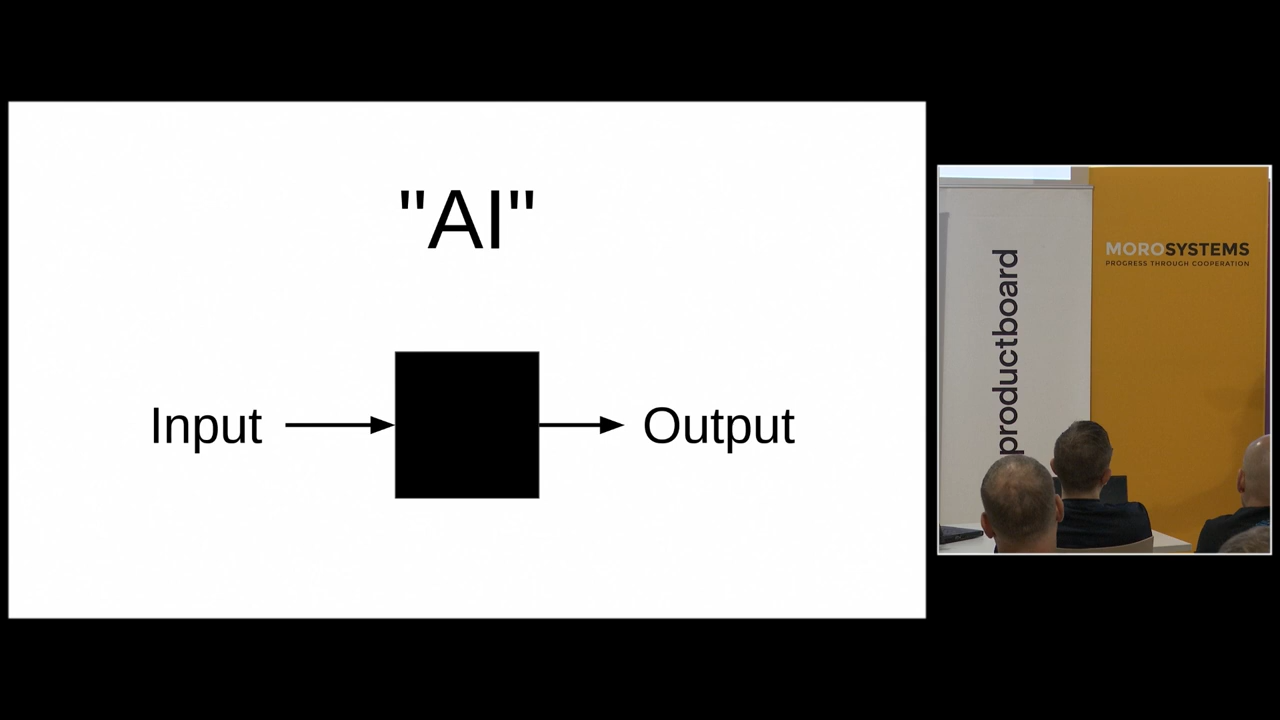 "AI"
Input
Output
productboard
MOROSYSTEMS
PROGRESS THROUGH COOPERATION